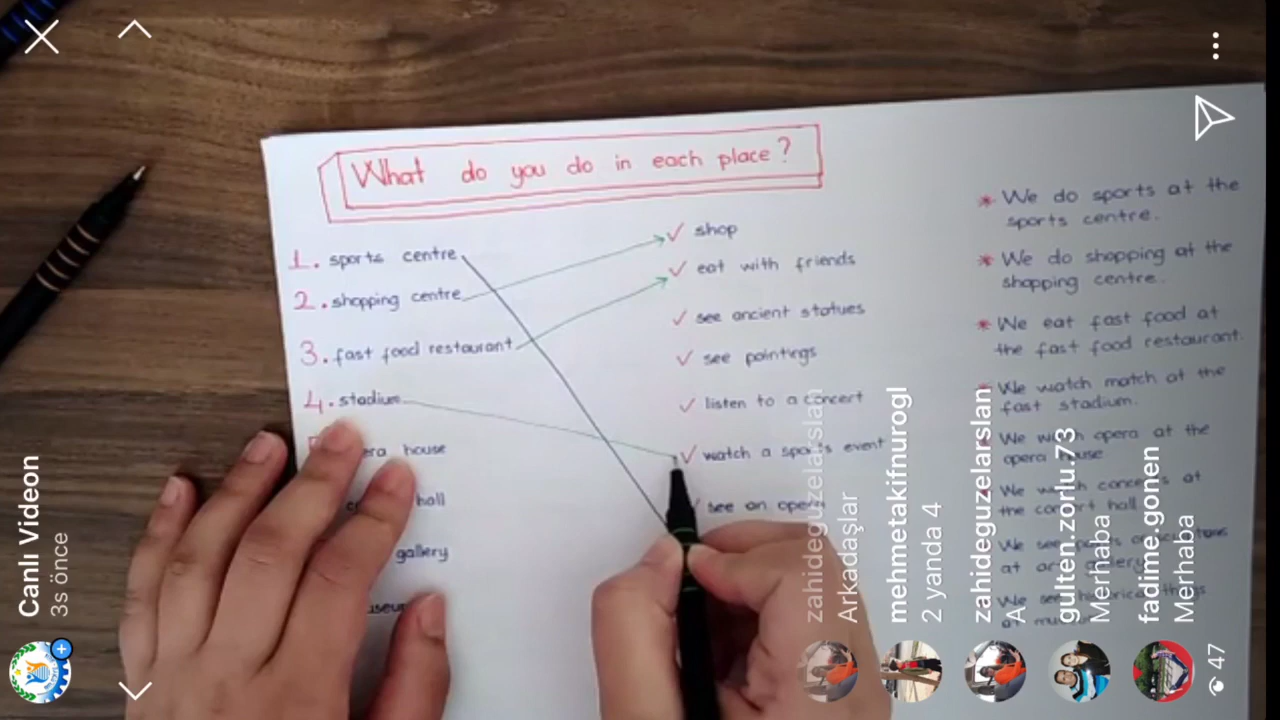 What do you do in each place?
1. sports centre
2. shopping centre
3. fast food restaurant
4. stadium
house
hall
gallery
✓ shop
✓ eat with friends
✓ see ancient statues
✓ see paintings
✓ listen to a concert
✓ watch a sports event
see an opera
* We do sports at the
sports centre.
* We do shopping at the
shopping centre.
* We eat fast food at
the fast food restaurant.
We watch match at the
fast stadium.
We opera at the
opera
We at
the hall
We see
at art
We see
at
Canlı Videon
3s önce
zahideguzelarslan
Arkadaşlar
mehmetakifnurogl
2 yanda 4
zahideguzelarslan
A
gulten.zorlu.73
Merhaba
fadime.gonen
Merhaba
47